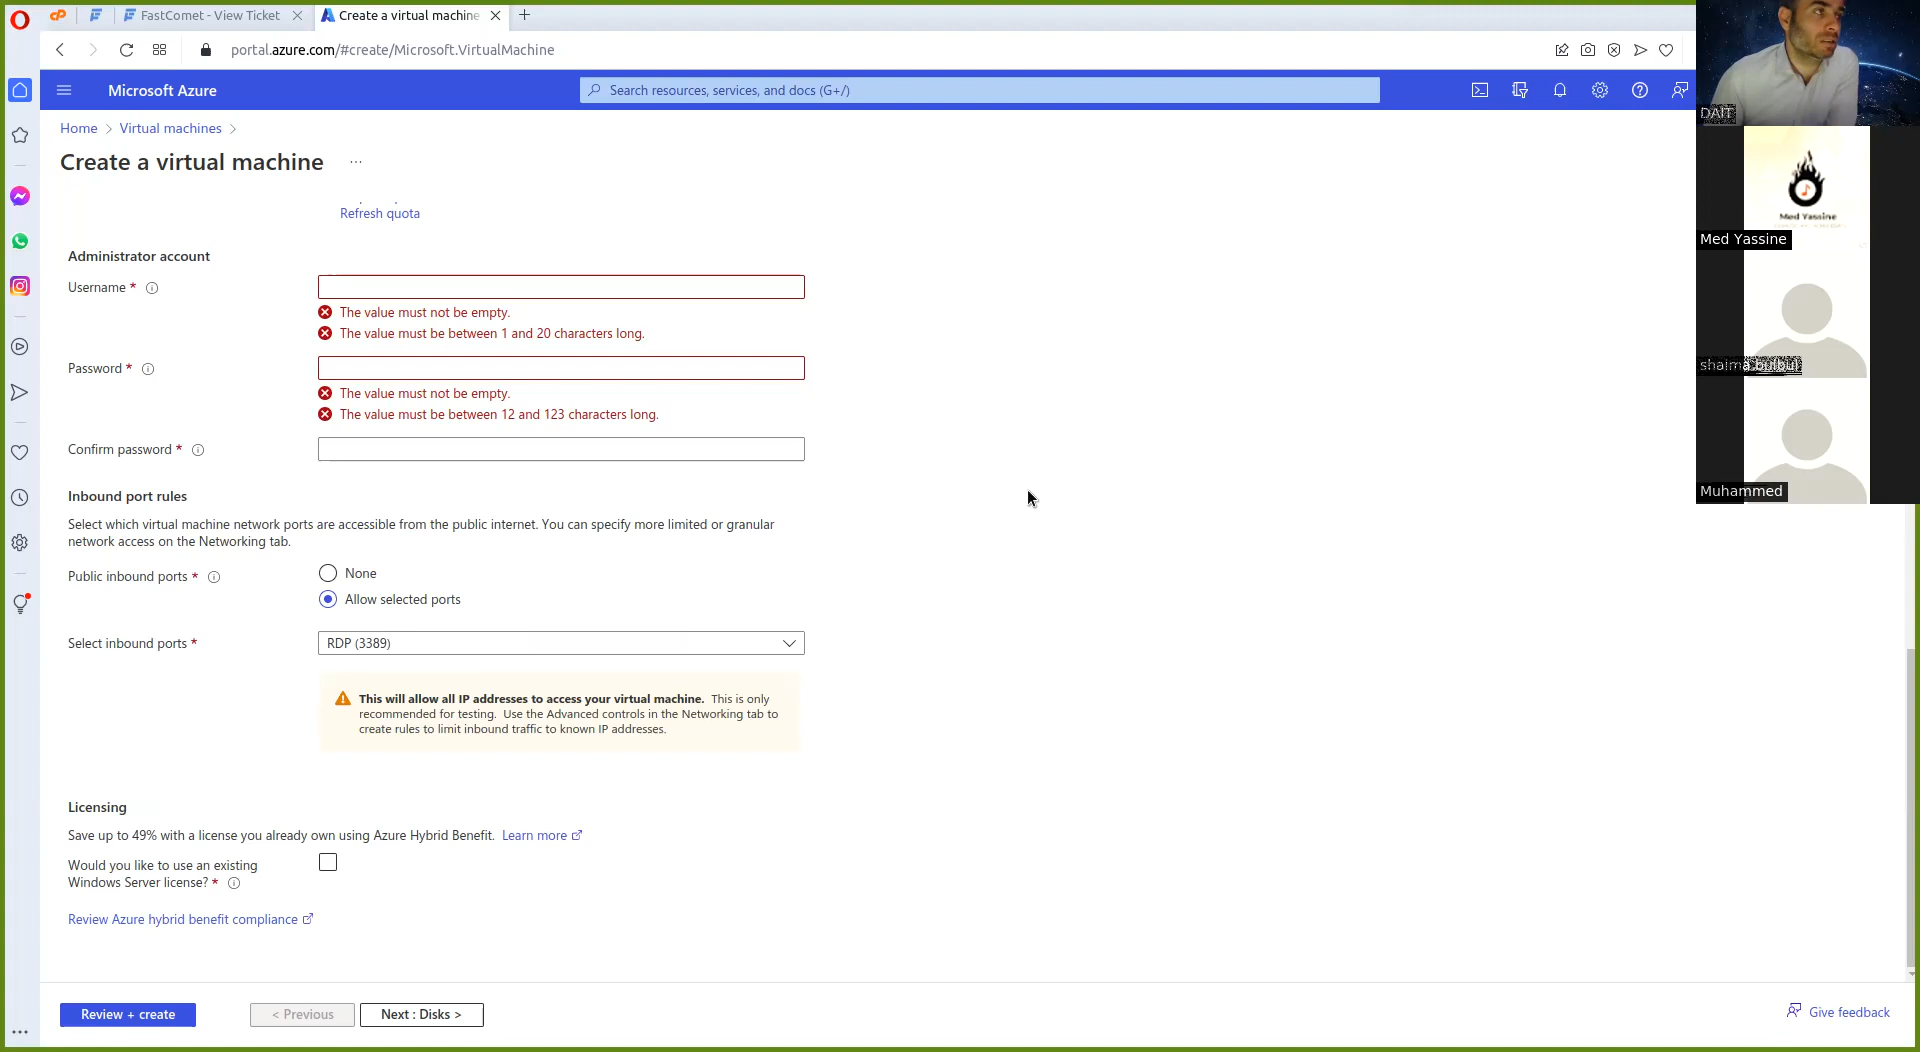 FastComet - View Ticket
Create a virtual machine
portal.azure.com/#create/Microsoft.VirtualMachine
Microsoft Azure
Search resources, services, and docs (G+/)
Home > Virtual machines >
Create a virtual machine ...
Refresh quota
Administrator account
Username *
The value must not be empty.
The value must be between 1 and 20 characters long.
Password *
The value must not be empty.
The value must be between 12 and 123 characters long.
Confirm password *
Inbound port rules
Select which virtual machine network ports are accessible from the public internet. You can specify more limited or granular
network access on the Networking tab.
Public inbound ports *
None
Allow selected ports
Select inbound ports *
RDP (3389)
This will allow all IP addresses to access your virtual machine. This is only
recommended for testing. Use the Advanced controls in the Networking tab to
create rules to limit inbound traffic to known IP addresses.
Licensing
Save up to 49% with a license you already own using Azure Hybrid Benefit. Learn more
Would you like to use an existing
Windows Server license? *
Review Azure hybrid benefit compliance
Review + create
< Previous
Next : Disks >
Give feedback
DAIT
Med Yassine
Med Yassine
shaima
Muhammed